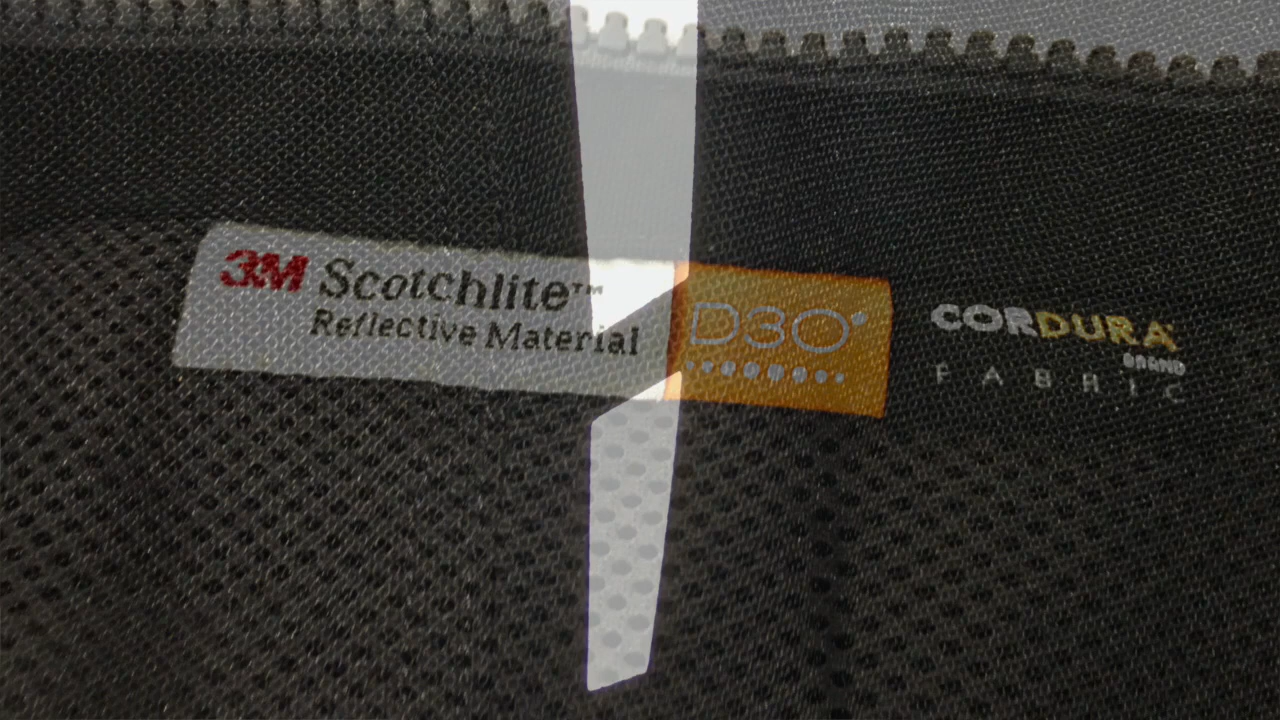 3M Scotchlite™
Reflective Material
D3O
CORDURA
BRAND
FABRIC